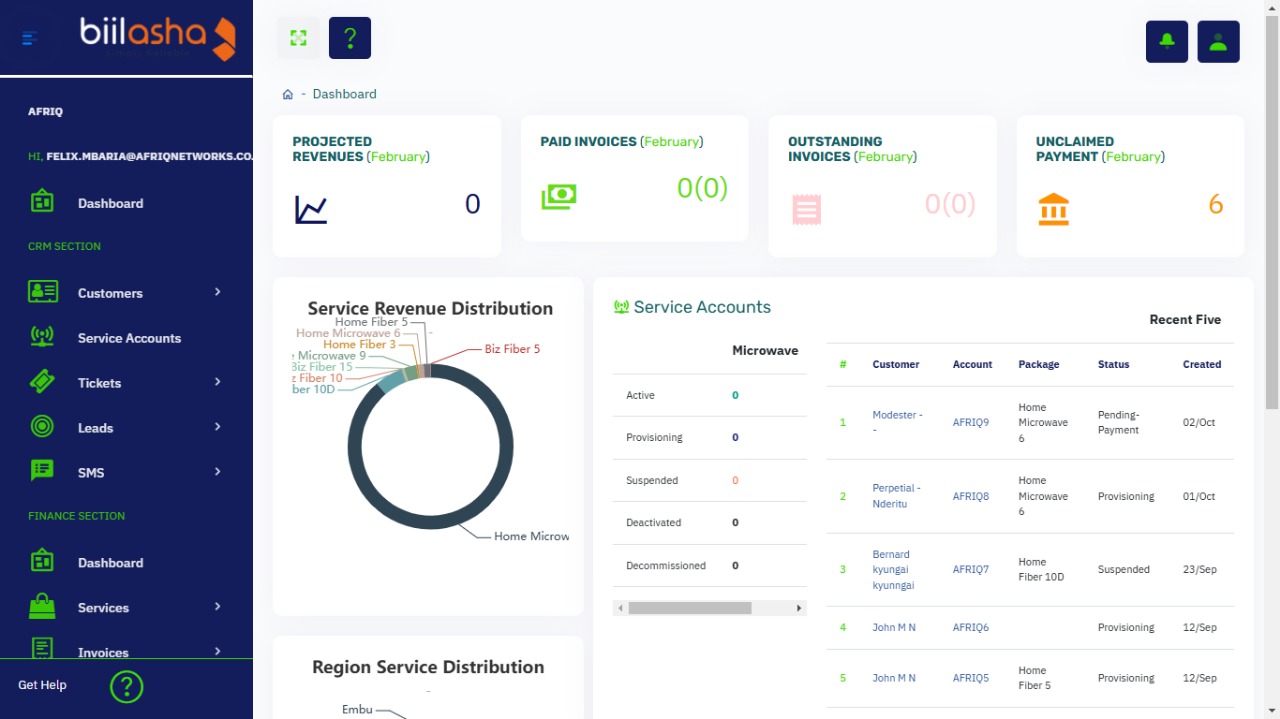 biilasha
AFRIQ
HI, FELIX.MBARIA@AFRIQNETWORKS.CO.
Dashboard
CRM SECTION
Customers
Service Accounts
Tickets
Leads
SMS
FINANCE SECTION
Dashboard
Services
Invoices
Get Help
?
?
- Dashboard
PROJECTED
REVENUES (February)
0
PAID INVOICES (February)
0(0)
OUTSTANDING
INVOICES (February)
0(0)
UNCLAIMED
PAYMENT (February)
6
Service Revenue Distribution
Home Fiber 5
Home Microwave 6
Home Fiber 3
Biz Fiber 5
Microwave 9
Biz Fiber 15
z Fiber 10
ber 10D
Home Microw
Region Service Distribution
-
Embu
Service Accounts
Microwave
Active 0
Provisioning 0
Suspended 0
Deactivated 0
Decommissioned 0
Recent Five
# Customer Account Package Status Created
1 Modester - - AFRIQ9 Home Microwave 6 Pending-Payment 02/Oct
2 Perpetial - Nderitu AFRIQ8 Home Microwave 6 Provisioning 01/Oct
3 Bernard kyungai kyunngai AFRIQ7 Home Fiber 10D Suspended 23/Sep
4 John M N AFRIQ6 Provisioning 12/Sep
5 John M N AFRIQ5 Home Fiber 5 Provisioning 12/Sep